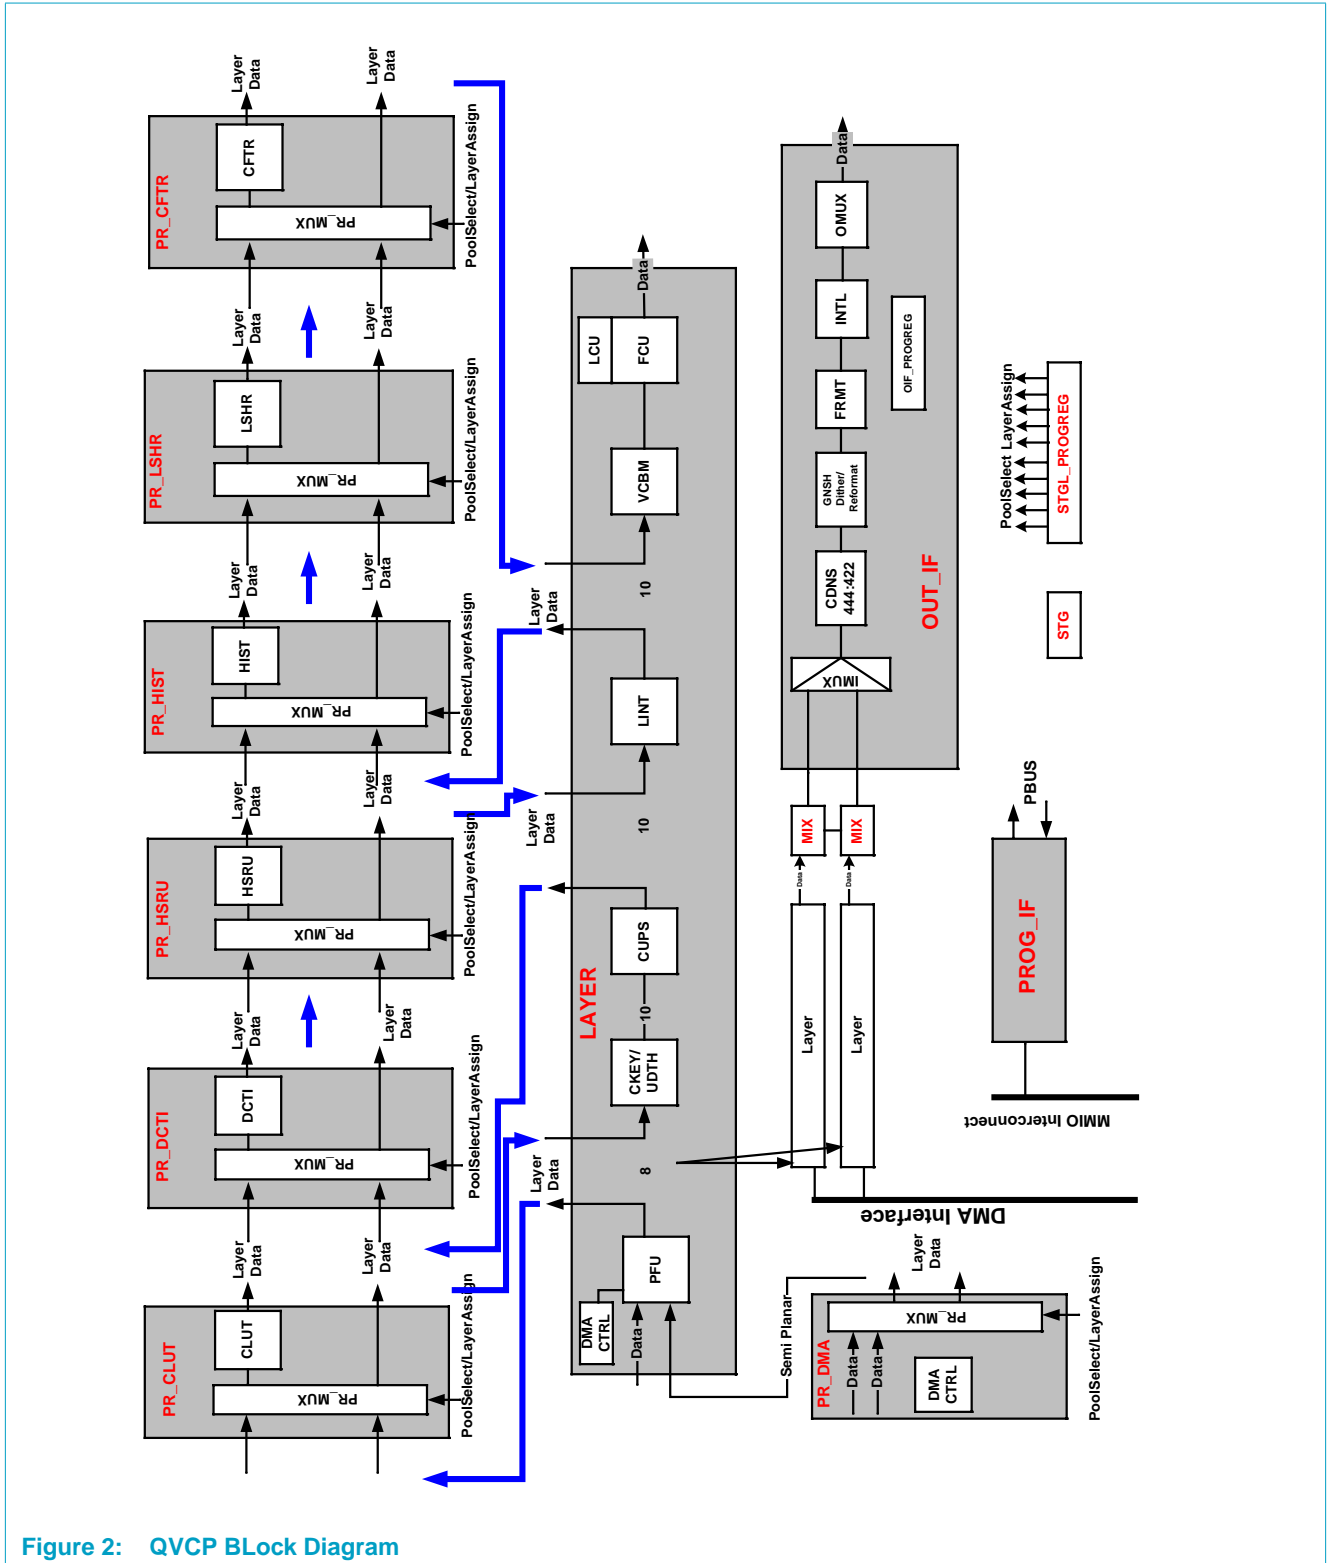 Layer
Data
Layer
Data
CFTR
PR_MUX
PR_CFTR
PoolSelect/LayerAssign
Layer
Data
Layer
Data
LSHR
PR_MUX
PR_LSHR
PoolSelect/LayerAssign
Layer
Data
Layer
Data
HIST
PR_MUX
PR_HIST
PoolSelect/LayerAssign
Layer
Data
Layer
Data
HSRU
PR_MUX
PR_HSRU
PoolSelect/LayerAssign
Layer
Data
Layer
Data
DCTI
PR_MUX
PR_DCTI
PoolSelect/LayerAssign
Layer
Data
Layer
Data
CLUT
PR_MUX
PR_CLUT
PoolSelect/LayerAssign
Data
LCU
FCU
VCBM
10
Layer
Data
LINT
10
Layer
Data
CUPS
LAYER
10
CKEY/
UDTH
8
Layer
Data
PFU
DMA
CTRL
Data
Semi Planar
Data
OMUX
INTL
OIF_PROGREG
FRMT
GNSH
Dither/
Reformat
CDNS
444:422
OUT_IF
IMUX
MIX
MIX
Data
Data
Layer
Layer
DMA Interface
Layer
Data
PR_MUX
PR_DMA
Data
Data
DMA
CTRL
PoolSelect/LayerAssign
PoolSelect LayerAssign
STGL_PROGREG
STG
PBUS
PROG_IF
MMIO Interconnect
Figure 2: QVCP BLock Diagram